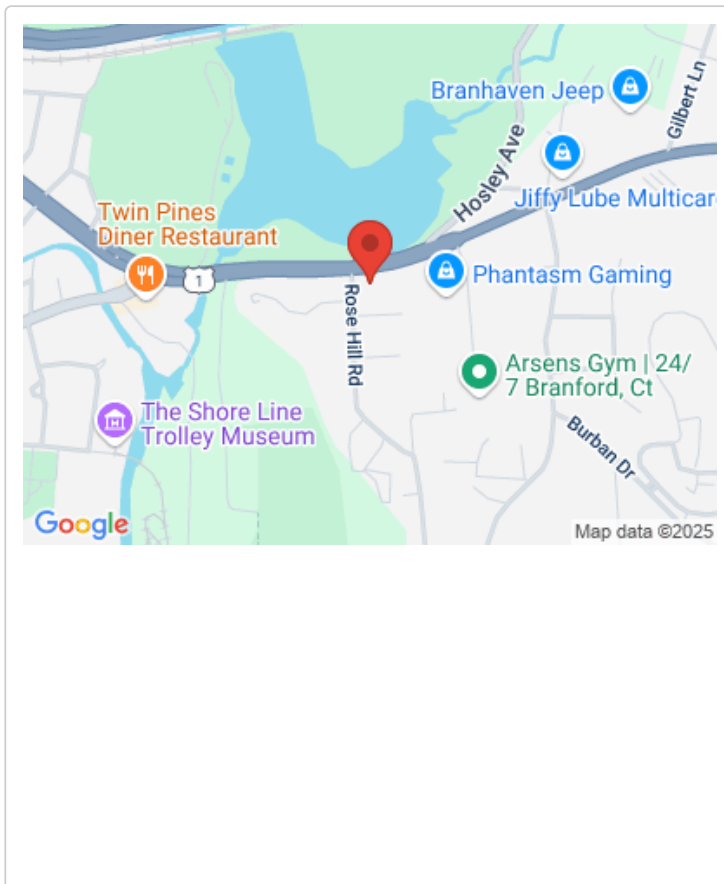 Branhaven Jeep
Gilbert Ln
Hosley Ave
Jiffy Lube Multicar
Twin Pines
Diner Restaurant
1
Phantasm Gaming
Rose Hill Rd
Arsens Gym | 24/
7 Branford, Ct
The Shore Line
Trolley Museum
Burban Dr
Google
Map data ©2025